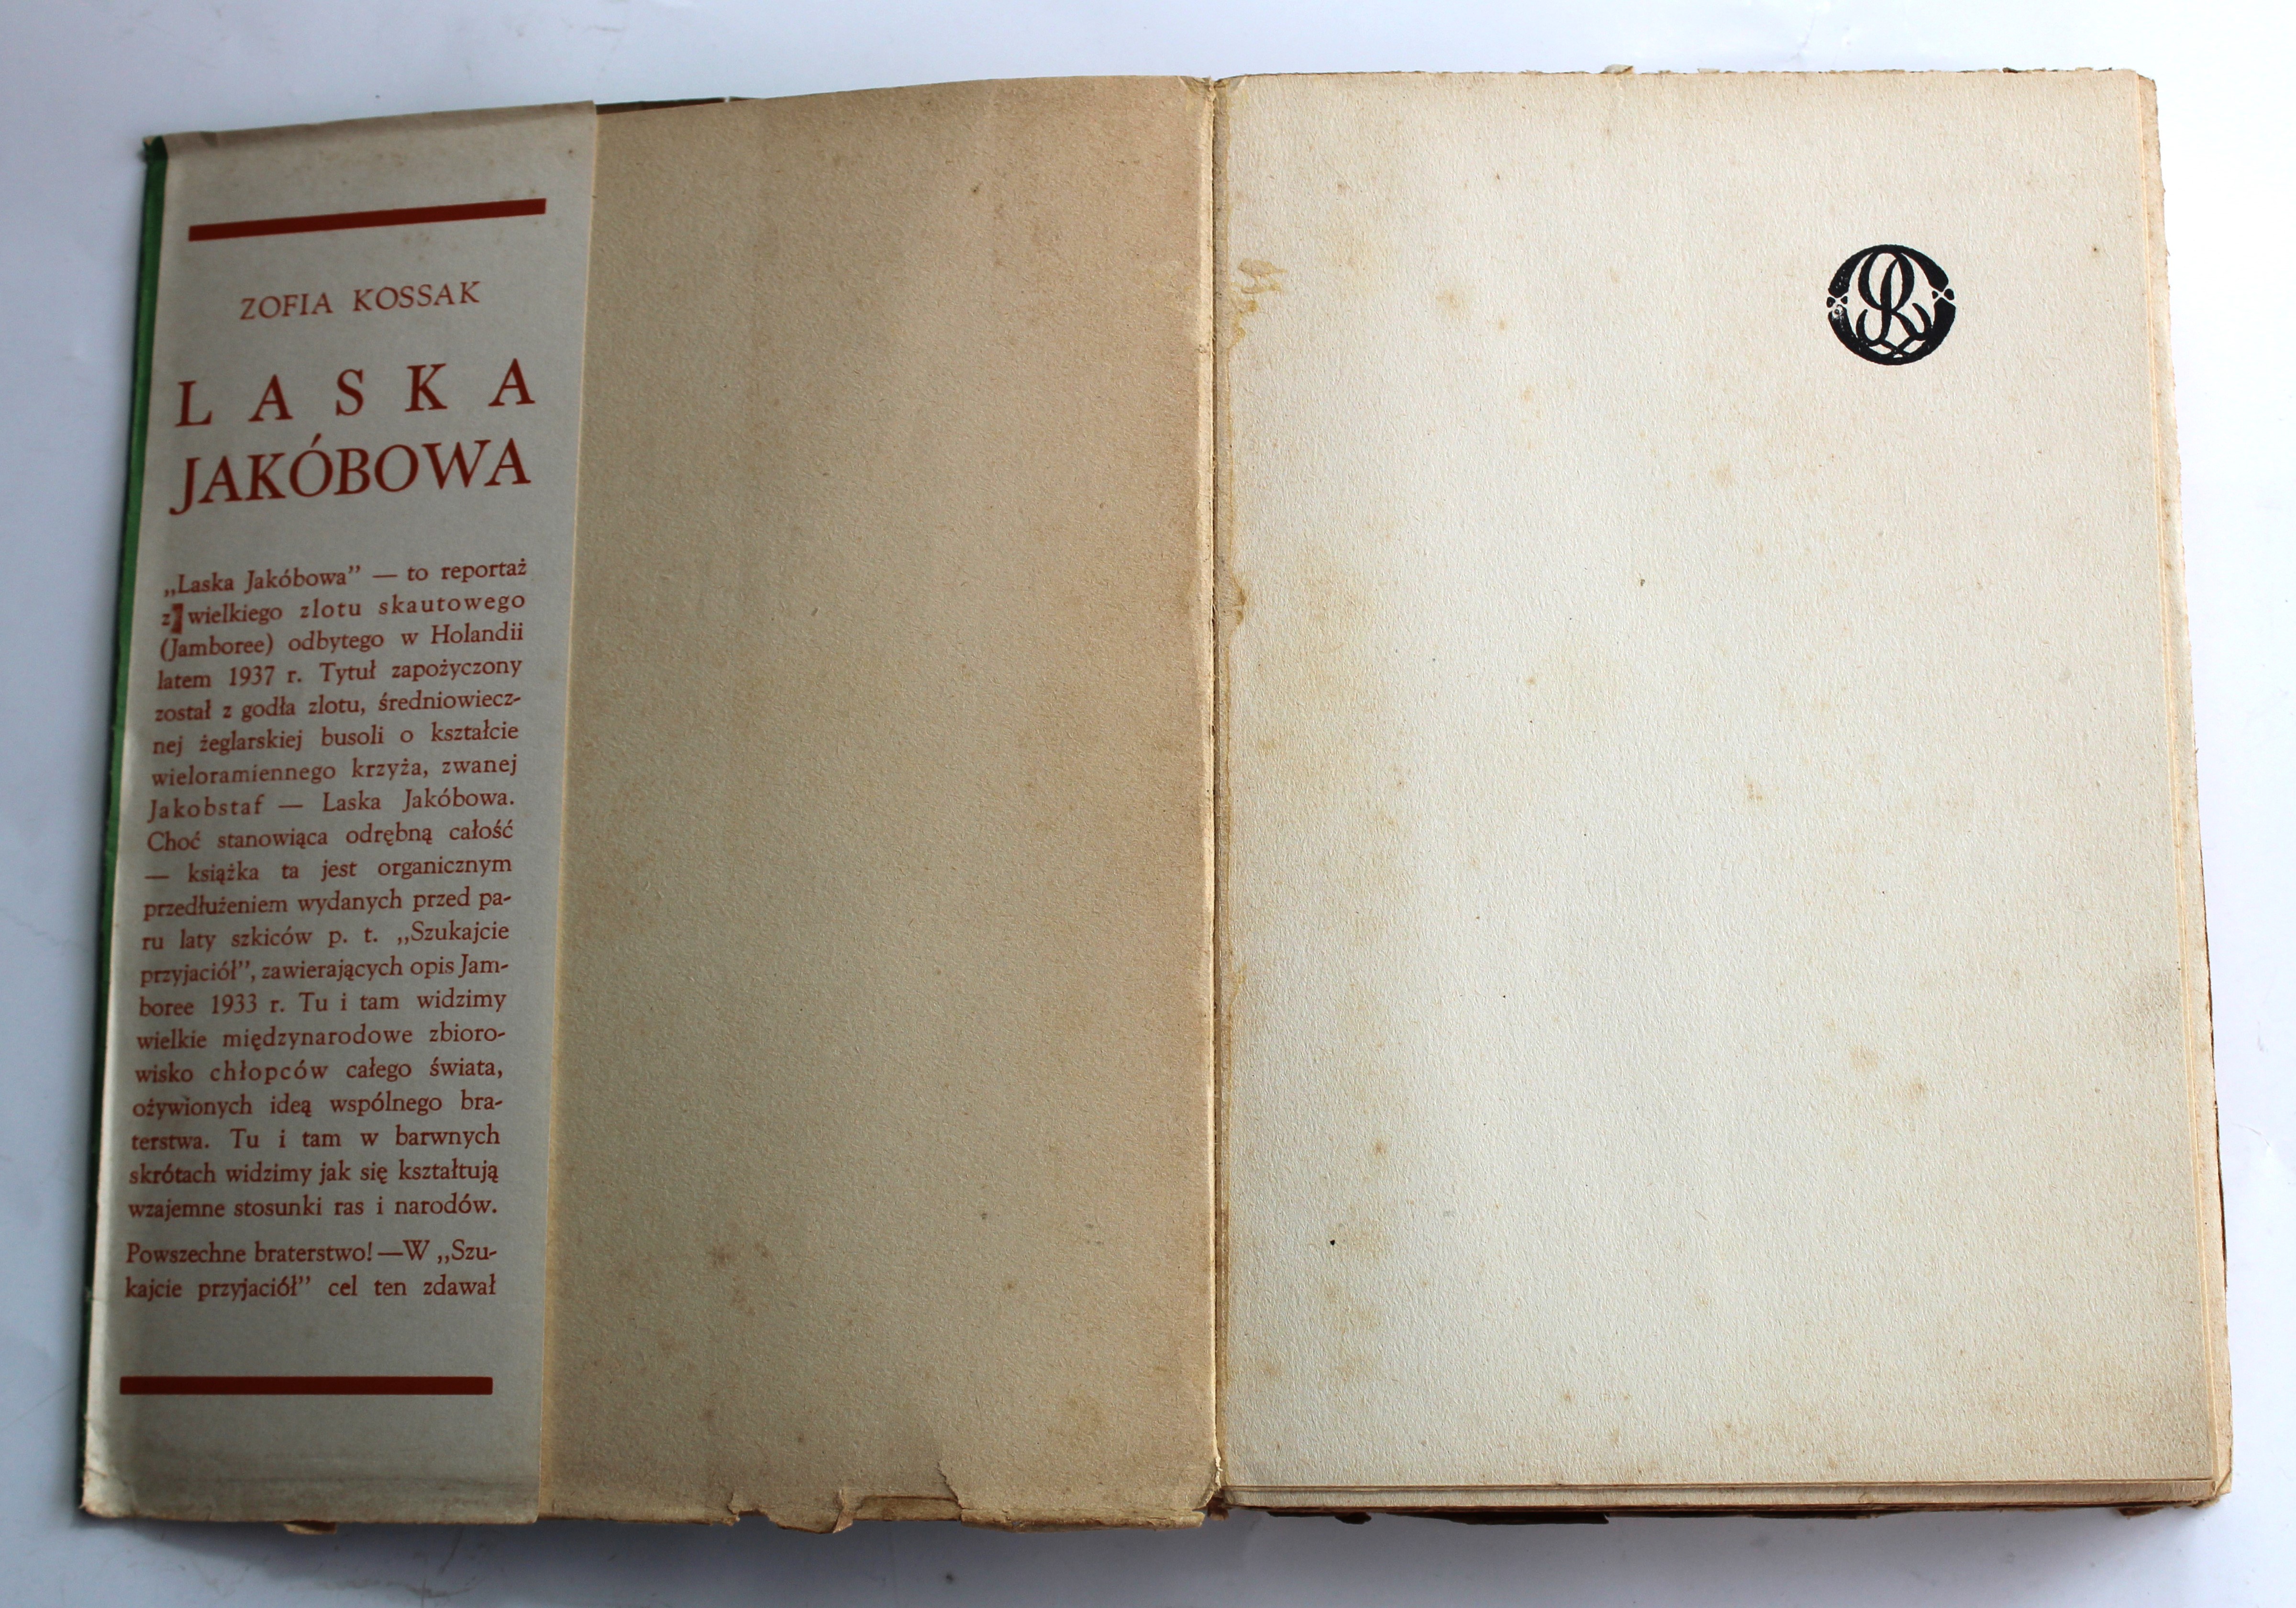 ZOFIA KOSSAK
LASKA
JAKÓBOWA
„Laska Jakóbowa” — to reportaż
z wielkiego zlotu skautowego
(Jamboree) odbytego w Holandii
latem 1937 r. Tytuł zapożyczony
został z godła zlotu, średniowiecz-
nej żeglarskiej busoli o kształcie
wieloramiennego krzyża, zwanej
Jakobstaf — Laska Jakóbowa.
Choć stanowiąca odrębną całość
— książka ta jest organicznym
przedłużeniem wydanych przed pa-
ru laty szkiców p. t. „Szukajcie
przyjaciół”, zawierających opis Jam-
boree 1933 r. Tu i tam widzimy
wielkie międzynarodowe zbioro-
wisko chłopców całego świata,
ożywionych ideą wspólnego bra-
terstwa. Tu i tam w barwnych
skrótach widzimy jak się kształtują
wzajemne stosunki ras i narodów.
Powszechne braterstwo! — W „Szu-
kajcie przyjaciół” cel ten zdawał